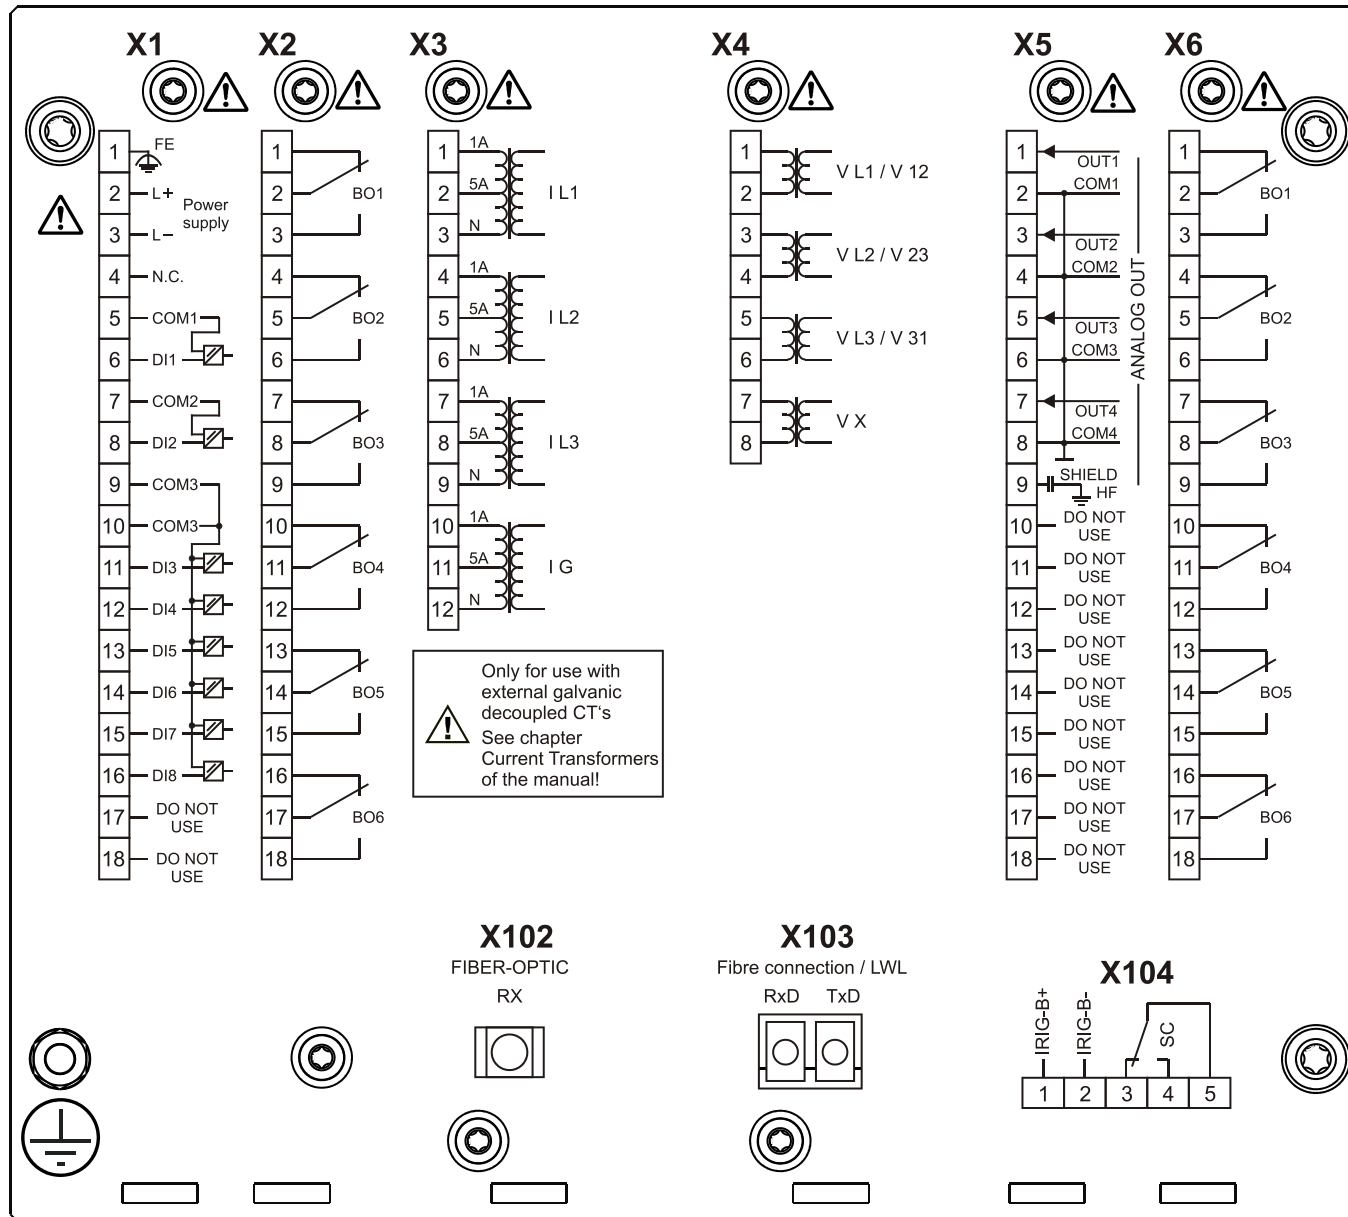 X1
X2
X3
X4
X5
X6
1 FE
2 L+
Power
supply
3 L−
4 N.C.
5 COM1
6 DI1
7 COM2
8 DI2
9 COM3
10 COM3
11 DI3
12 DI4
13 DI5
14 DI6
15 DI7
16 DI8
17 DO NOT
USE
18 DO NOT
USE
1
2 BO1
3
4
5 BO2
6
7
8 BO3
9
10
11 BO4
12
13
14 BO5
15
16
17 BO6
18
1 1A
2 5A I L1
3 N
4 1A
5 5A I L2
6 N
7 1A
8 5A I L3
9 N
10 1A
11 5A I G
12 N
Only for use with
external galvanic
decoupled CT‘s
See chapter
Current Transformers
of the manual!
1
V L1 / V 12
2
3
V L2 / V 23
4
5
V L3 / V 31
6
7
V X
8
1 OUT1
2 COM1
3 OUT2
4 COM2
5 OUT3
6 COM3
7 OUT4
8 COM4
ANALOG OUT
9 SHIELD
HF
10 DO NOT
USE
11 DO NOT
USE
12 DO NOT
USE
13 DO NOT
USE
14 DO NOT
USE
15 DO NOT
USE
16 DO NOT
USE
17 DO NOT
USE
18 DO NOT
USE
1
2 BO1
3
4
5 BO2
6
7
8 BO3
9
10
11 BO4
12
13
14 BO5
15
16
17 BO6
18
X102
FIBER-OPTIC
RX
X103
Fibre connection / LWL
RxD TxD
X104
IRIG-B+
IRIG-B-
SC
1 2 3 4 5